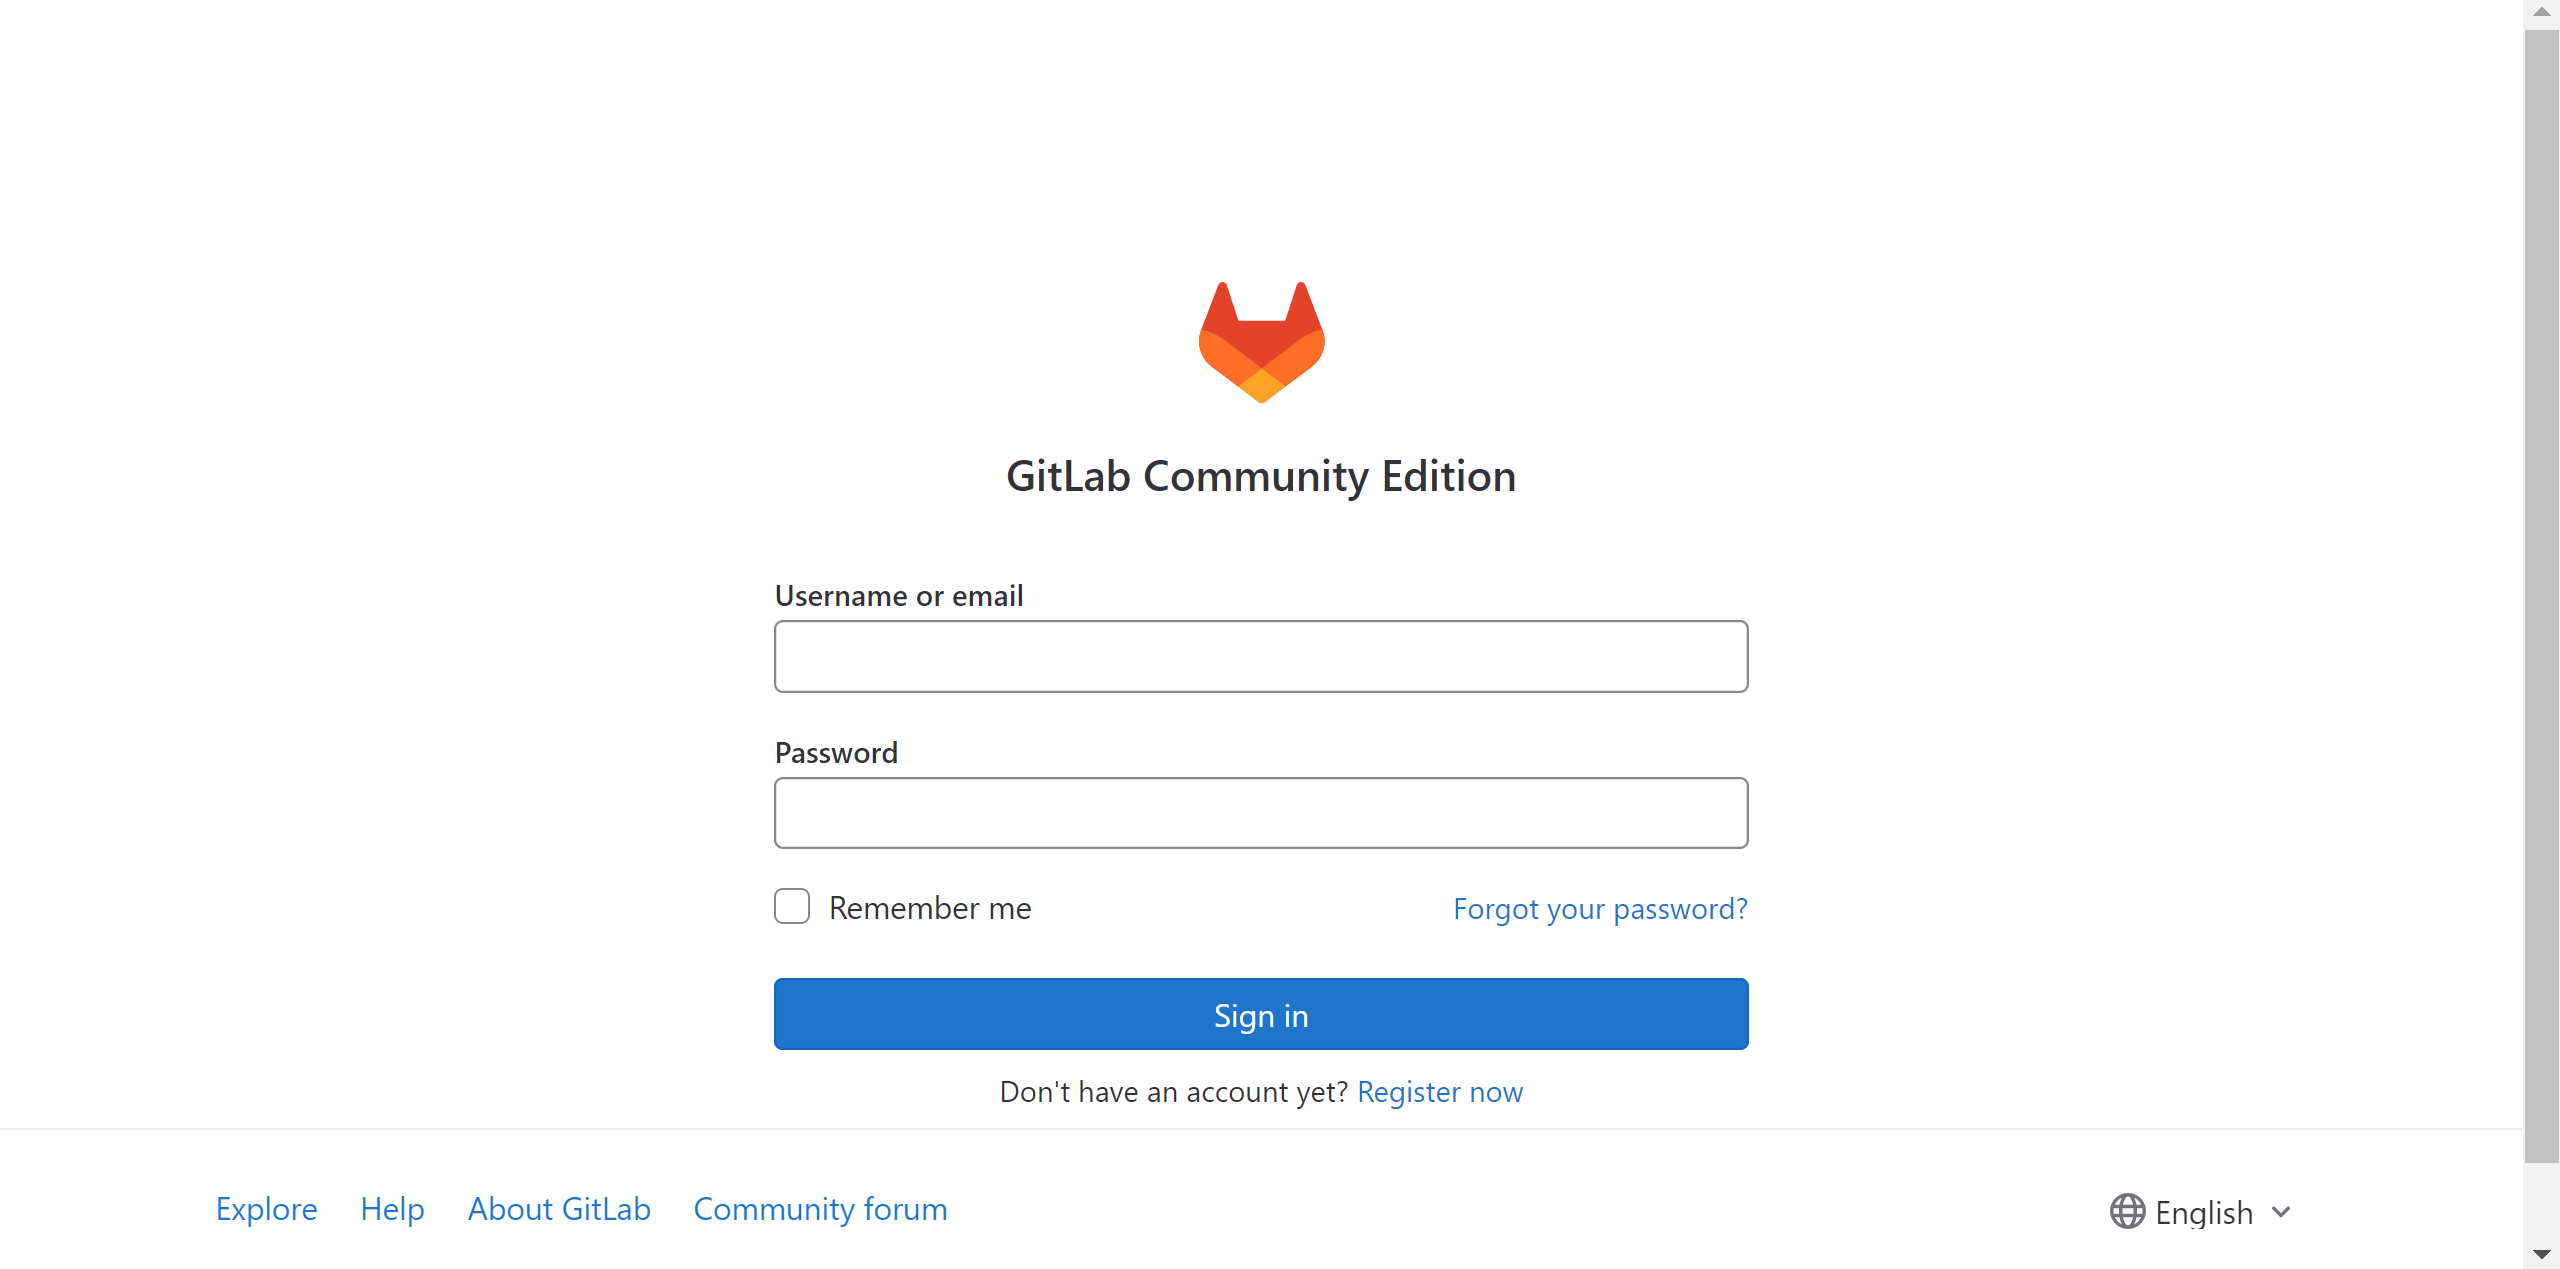 GitLab Community Edition
Username or email
Password
Remember me Forgot your password?
Sign in
Don't have an account yet? Register now
Explore Help About GitLab Community forum English